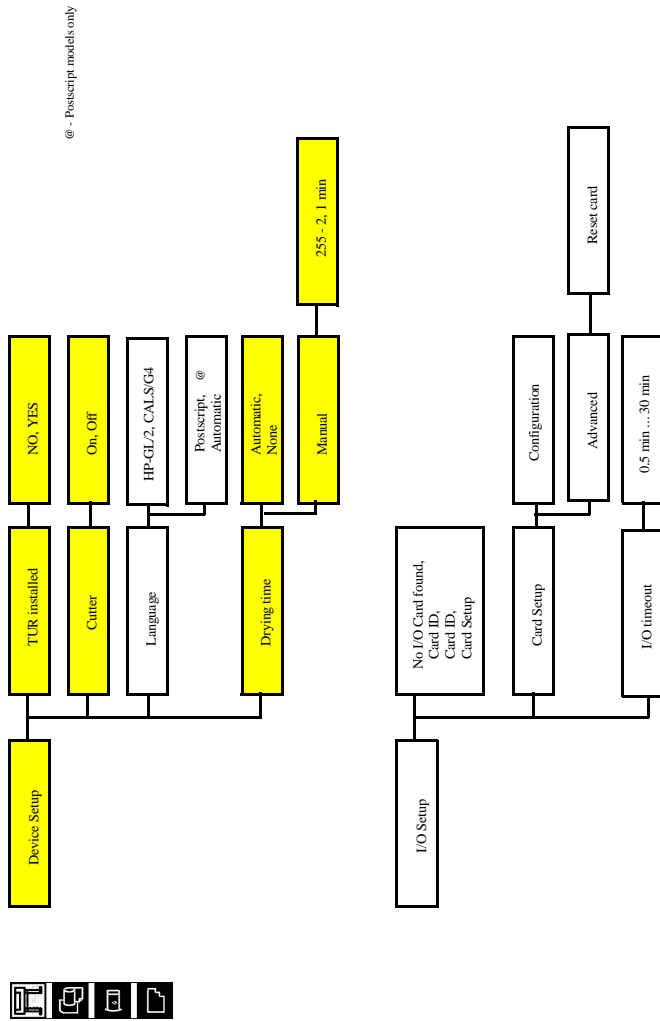 @ - Postscript models only
Device Setup
TUR installed
NO, YES
Cutter
On, Off
Language
HP-GL/2, CALS/G4
Postscript, @
Automatic
Drying time
Automatic,
None
Manual
255 - 2, 1 min
I/O Setup
No I/O Card found,
Card ID,
Card ID,
Card Setup
Card Setup
Configuration
Advanced
Reset card
I/O timeout
0.5 min ... 30 min